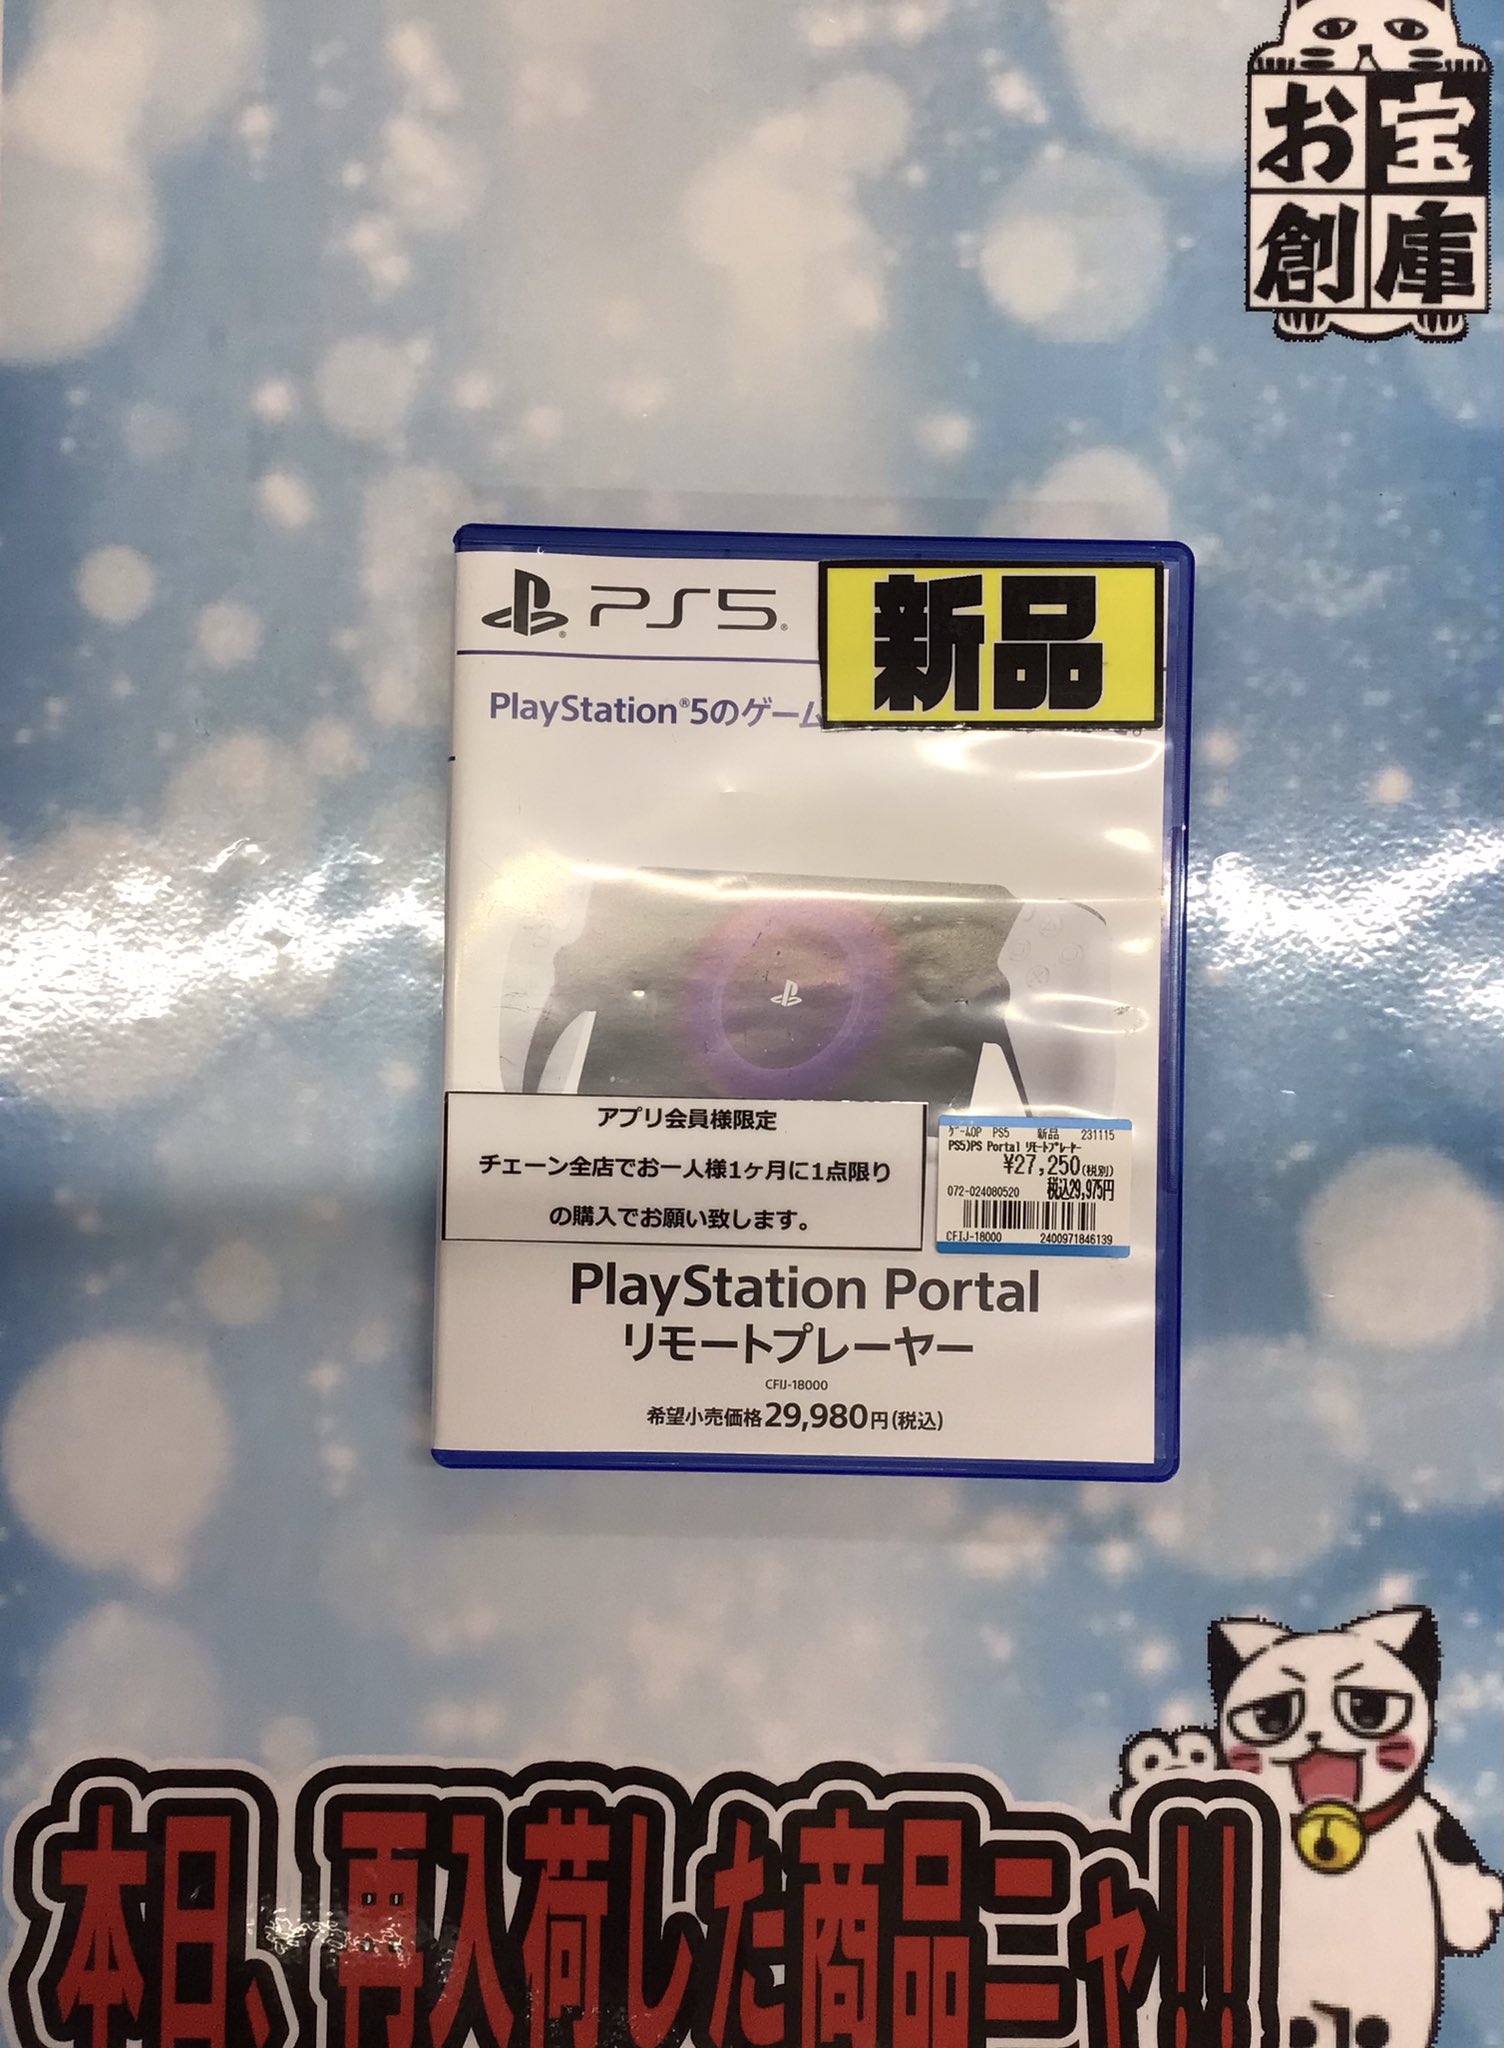 お宝
創庫
PS5
新品
PlayStation®5のゲーム
アプリ会員様限定
チェーン全店でお一人様1ヶ月に1点限り
の購入でお願い致します。
ｹﾞｰﾑOP PS5 新品 231115
PS5)PS Portal ﾘﾓｰﾄﾌﾟﾚｰﾔｰ
¥27,250(税別)
072-024080520 税込29,975円
CFIJ-18000 2400971846139
PlayStation Portal
リモートプレーヤー
CFIJ-18000
希望小売価格29,980円(税込)
本日、再入荷した商品ニャ!!